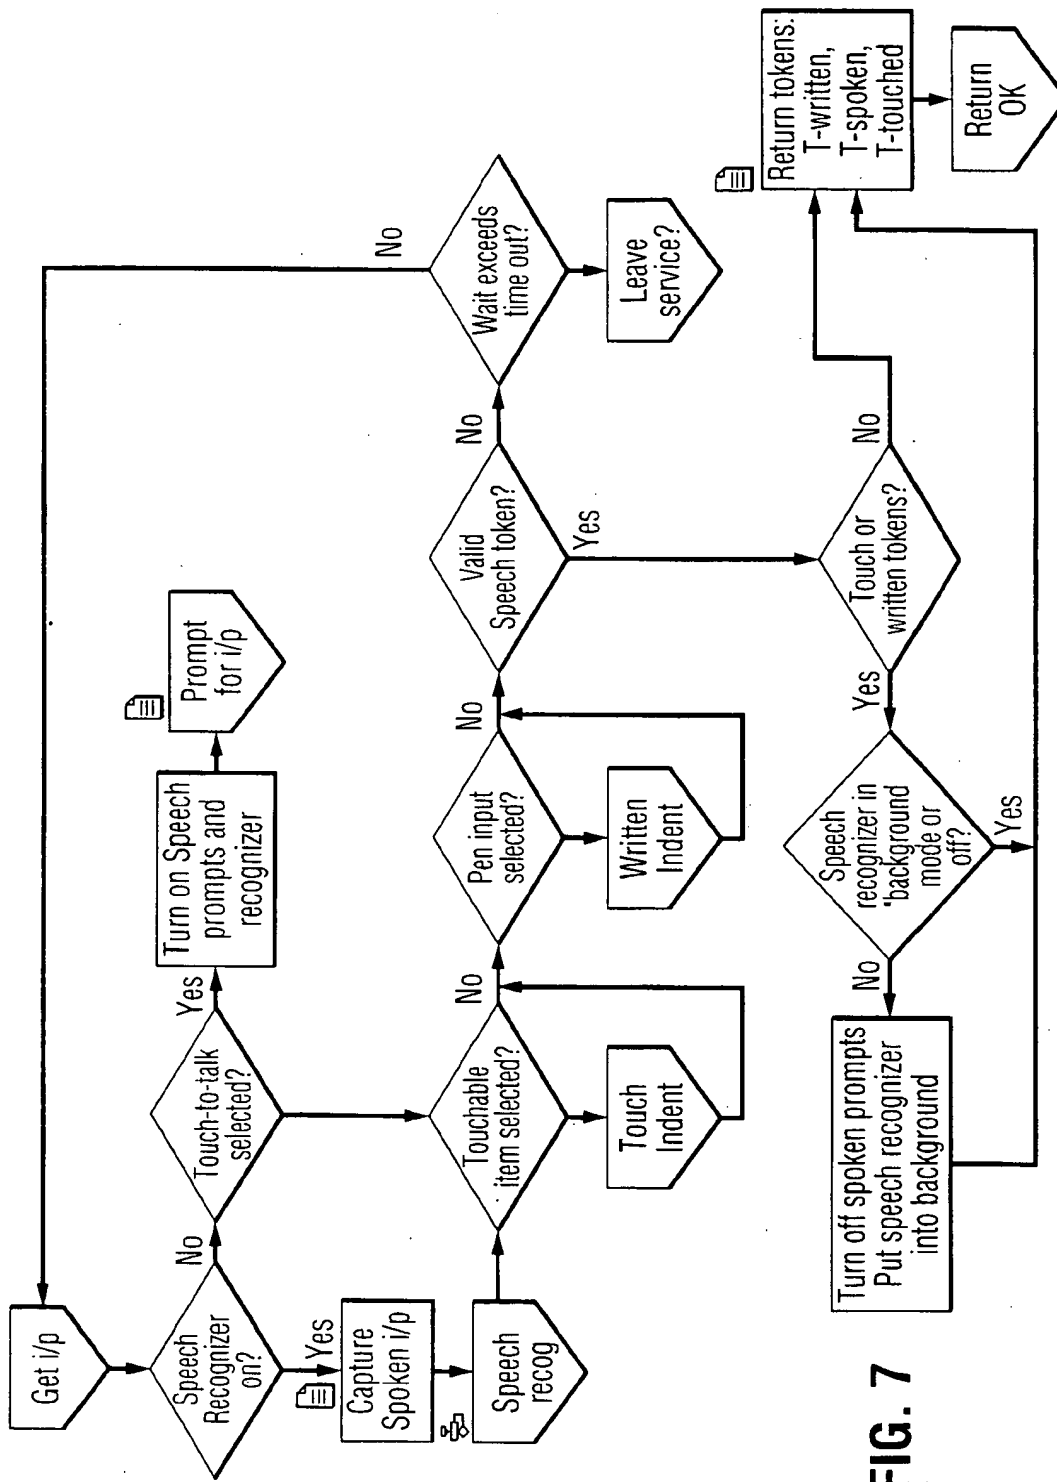 Get i/p
Speech
Recognizer
on?
No
Yes
Capture
Spoken i/p
Speech
recog
Touch-to-talk
selected?
Yes
Turn on Speech
prompts and
recognizer
Prompt
for i/p
Touchable
item selected?
No
Touch
Indent
Pen input
selected?
No
Written
Indent
Valid
Speech token?
No
Yes
Wait exceeds
time out?
No
Leave
service?
Touch or
written tokens?
No
Yes
Speech
recognizer in
'background
mode or
off?
No
Yes
Turn off spoken prompts
Put speech recognizer
into background
Return tokens:
T-written,
T-spoken,
T-touched
Return
OK
FIG. 7